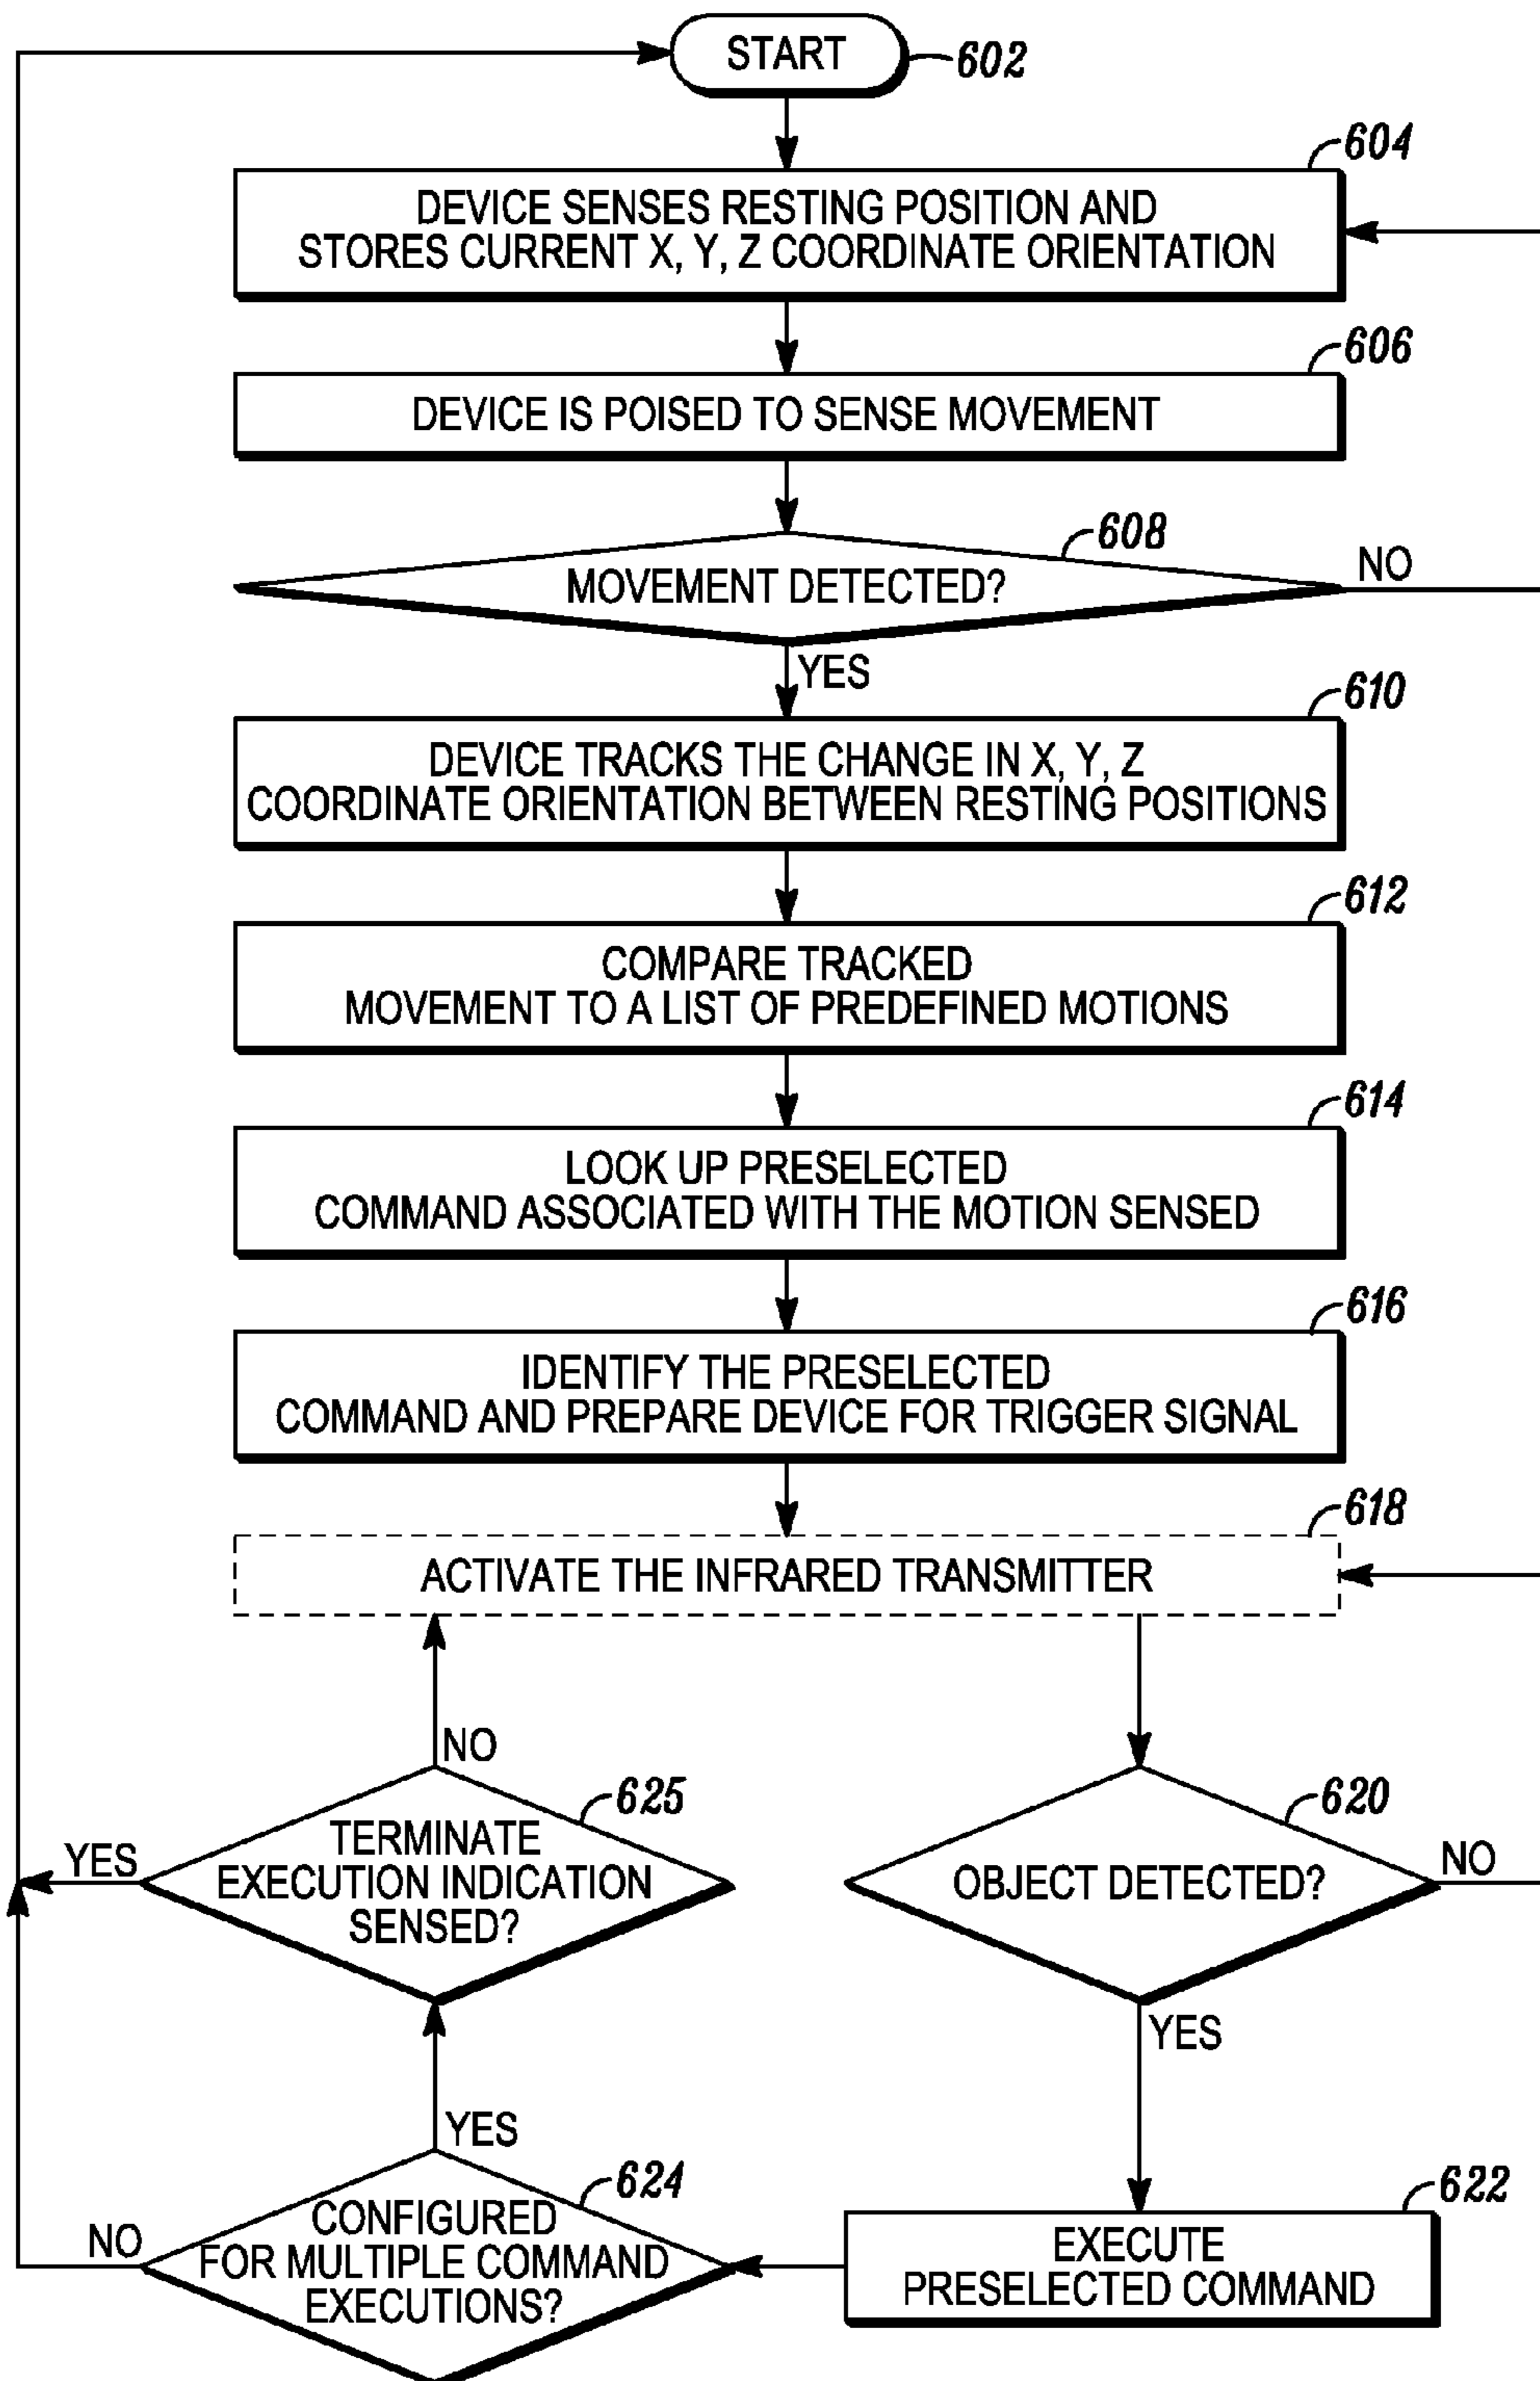 START
602
604
DEVICE SENSES RESTING POSITION AND
STORES CURRENT X, Y, Z COORDINATE ORIENTATION
606
DEVICE IS POISED TO SENSE MOVEMENT
608
MOVEMENT DETECTED?
NO
YES
610
DEVICE TRACKS THE CHANGE IN X, Y, Z
COORDINATE ORIENTATION BETWEEN RESTING POSITIONS
612
COMPARE TRACKED
MOVEMENT TO A LIST OF PREDEFINED MOTIONS
614
LOOK UP PRESELECTED
COMMAND ASSOCIATED WITH THE MOTION SENSED
616
IDENTIFY THE PRESELECTED
COMMAND AND PREPARE DEVICE FOR TRIGGER SIGNAL
618
ACTIVATE THE INFRARED TRANSMITTER
NO
625
TERMINATE
EXECUTION INDICATION
SENSED?
YES
620
OBJECT DETECTED?
NO
YES
YES
624
CONFIGURED
FOR MULTIPLE COMMAND
EXECUTIONS?
NO
622
EXECUTE
PRESELECTED COMMAND